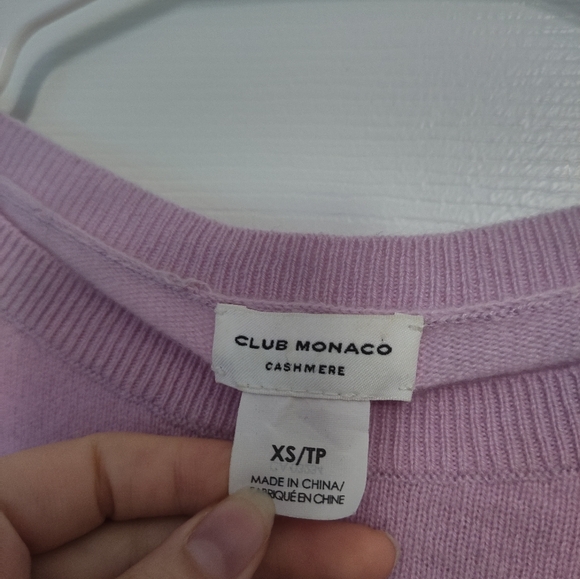 CLUB MONACO
CASHMERE
XS/TP
MADE IN CHINA/
FABRIQUÉ EN CHINE